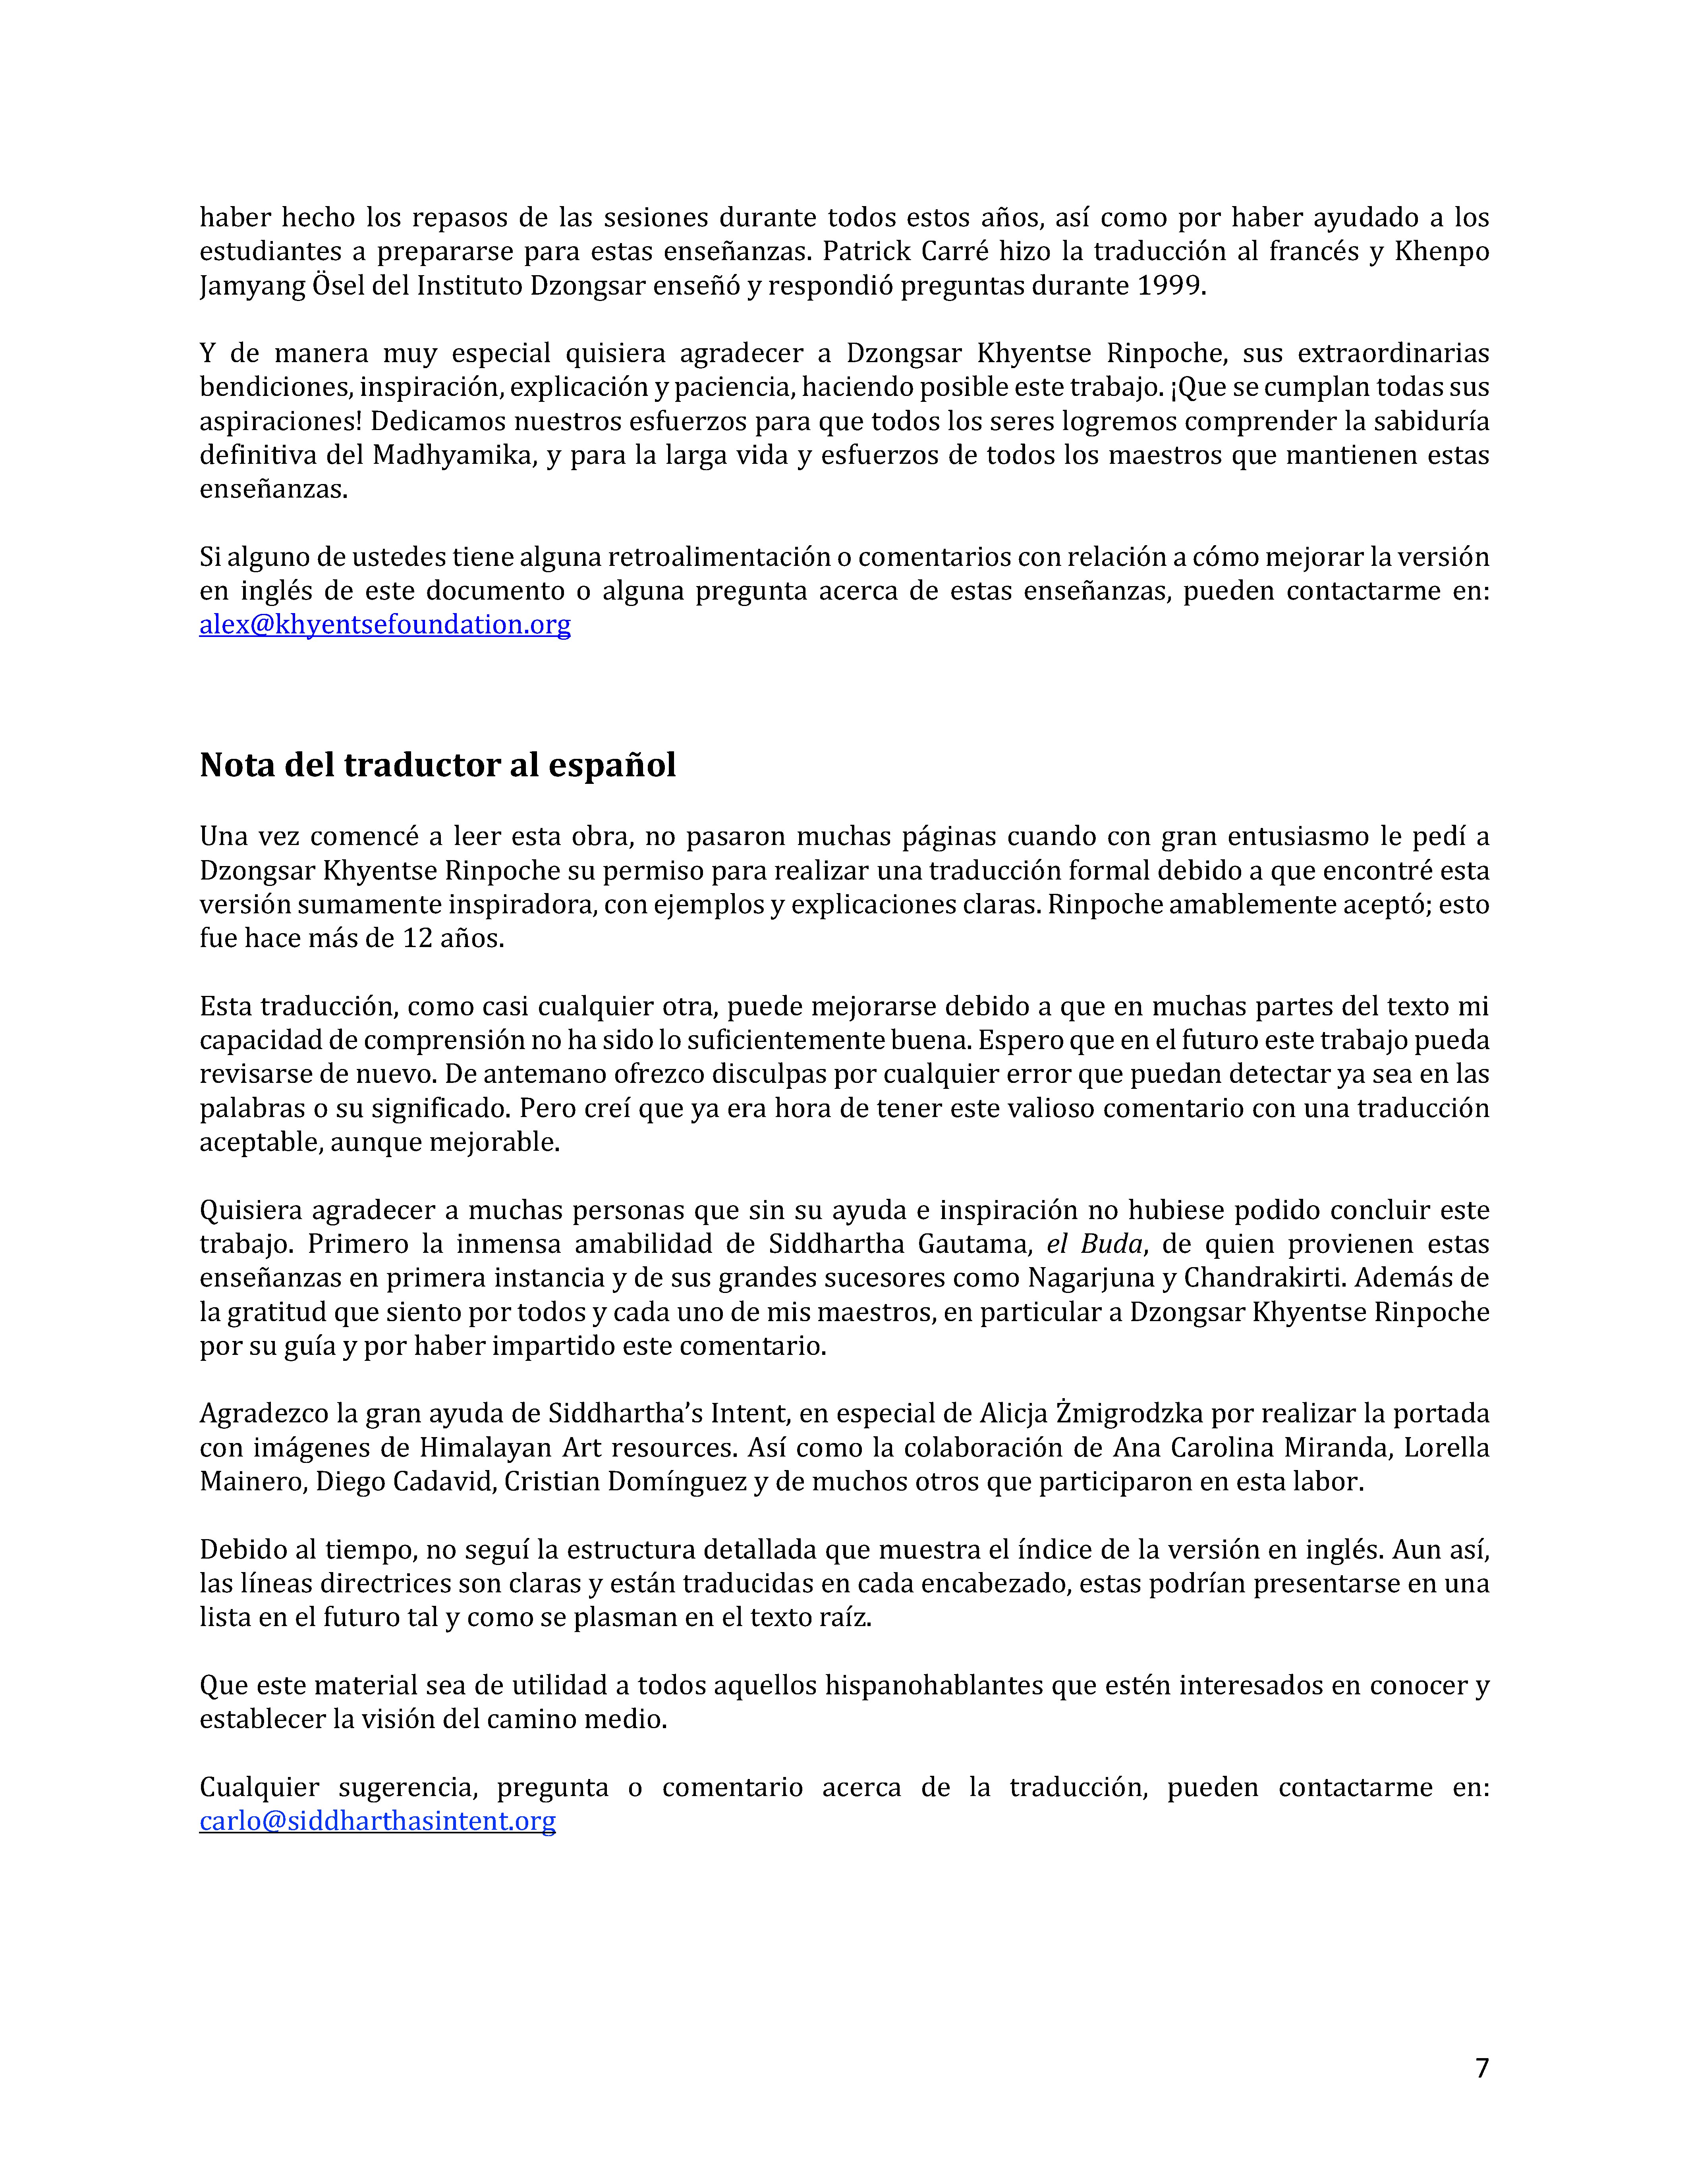 haber hecho los repasos de las sesiones durante todos estos años, así como por haber ayudado a los
estudiantes a prepararse para estas enseñanzas. Patrick Carré hizo la traducción al francés y Khenpo
Jamyang Ösel del Instituto Dzongsar enseñó y respondió preguntas durante 1999.
Y de manera muy especial quisiera agradecer a Dzongsar Khyentse Rinpoche, sus extraordinarias
bendiciones, inspiración, explicación y paciencia, haciendo posible este trabajo. ¡Que se cumplan todas sus
aspiraciones! Dedicamos nuestros esfuerzos para que todos los seres logremos comprender la sabiduría
definitiva del Madhyamika, y para la larga vida y esfuerzos de todos los maestros que mantienen estas
enseñanzas.
Si alguno de ustedes tiene alguna retroalimentación o comentarios con relación a cómo mejorar la versión
en inglés de este documento o alguna pregunta acerca de estas enseñanzas, pueden contactarme en:
alex@khyentsefoundation.org
Nota del traductor al español
Una vez comencé a leer esta obra, no pasaron muchas páginas cuando con gran entusiasmo le pedí a
Dzongsar Khyentse Rinpoche su permiso para realizar una traducción formal debido a que encontré esta
versión sumamente inspiradora, con ejemplos y explicaciones claras. Rinpoche amablemente aceptó; esto
fue hace más de 12 años.
Esta traducción, como casi cualquier otra, puede mejorarse debido a que en muchas partes del texto mi
capacidad de comprensión no ha sido lo suficientemente buena. Espero que en el futuro este trabajo pueda
revisarse de nuevo. De antemano ofrezco disculpas por cualquier error que puedan detectar ya sea en las
palabras o su significado. Pero creí que ya era hora de tener este valioso comentario con una traducción
aceptable, aunque mejorable.
Quisiera agradecer a muchas personas que sin su ayuda e inspiración no hubiese podido concluir este
trabajo. Primero la inmensa amabilidad de Siddhartha Gautama, el Buda, de quien provienen estas
enseñanzas en primera instancia y de sus grandes sucesores como Nagarjuna y Chandrakirti. Además de
la gratitud que siento por todos y cada uno de mis maestros, en particular a Dzongsar Khyentse Rinpoche
por su guía y por haber impartido este comentario.
Agradezco la gran ayuda de Siddhartha’s Intent, en especial de Alicja Żmigrodzka por realizar la portada
con imágenes de Himalayan Art resources. Así como la colaboración de Ana Carolina Miranda, Lorella
Mainero, Diego Cadavid, Cristian Domínguez y de muchos otros que participaron en esta labor.
Debido al tiempo, no seguí la estructura detallada que muestra el índice de la versión en inglés. Aun así,
las líneas directrices son claras y están traducidas en cada encabezado, estas podrían presentarse en una
lista en el futuro tal y como se plasman en el texto raíz.
Que este material sea de utilidad a todos aquellos hispanohablantes que estén interesados en conocer y
establecer la visión del camino medio.
Cualquier sugerencia, pregunta o comentario acerca de la traducción, pueden contactarme en:
carlo@siddharthasintent.org
7